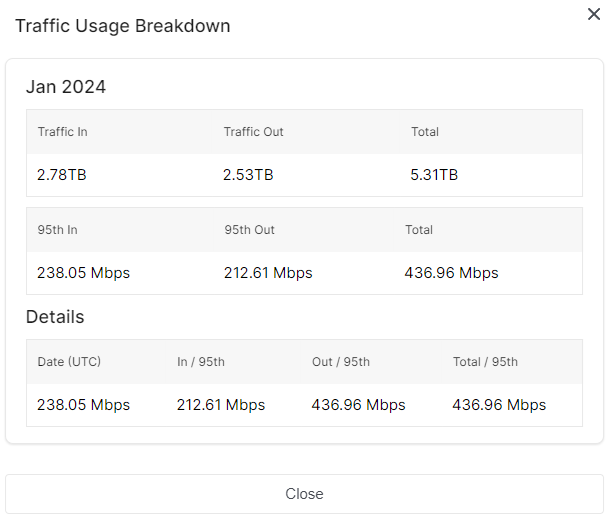 Traffic Usage Breakdown
Jan 2024
Traffic In Traffic Out Total
2.78TB 2.53TB 5.31TB
95th In 95th Out Total
238.05 Mbps 212.61 Mbps 436.96 Mbps
Details
Date (UTC) In / 95th Out / 95th Total / 95th
238.05 Mbps 212.61 Mbps 436.96 Mbps 436.96 Mbps
Close